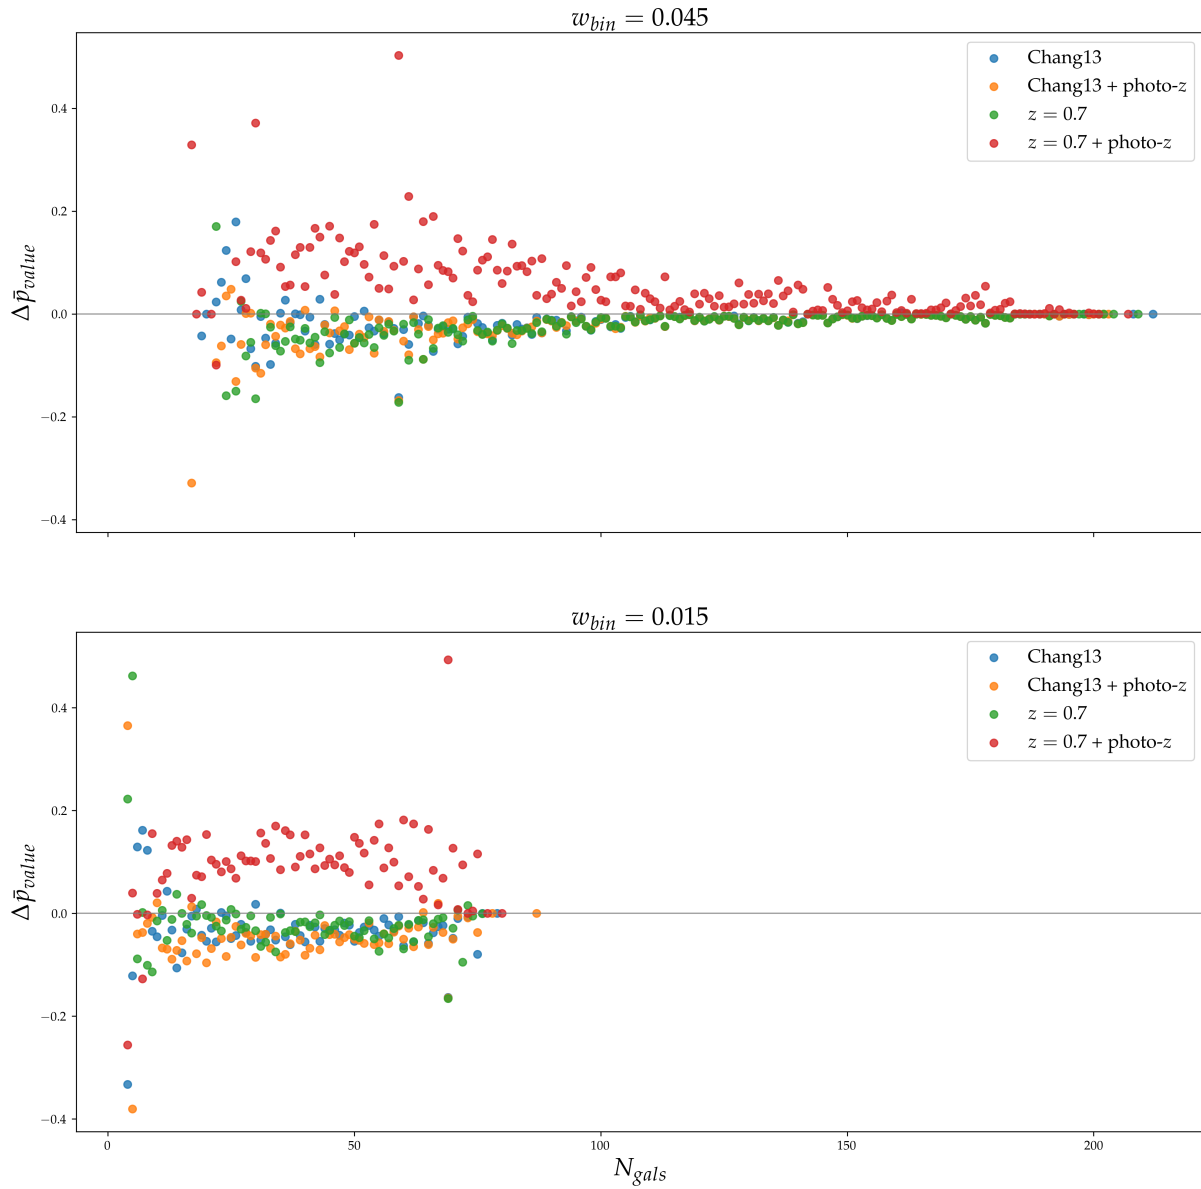 w_bin = 0.045
Chang13
Chang13 + photo-z
z = 0.7
z = 0.7 + photo-z
0.4
0.2
0.0
−0.2
−0.4
Δp̄_value
w_bin = 0.015
Chang13
Chang13 + photo-z
z = 0.7
z = 0.7 + photo-z
0.4
0.2
0.0
−0.2
−0.4
Δp̄_value
0 50 100 150 200
N_gals